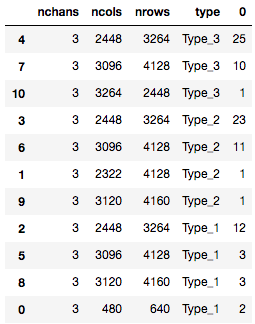 nchans ncols nrows type 0
4 3 2448 3264 Type_3 25
7 3 3096 4128 Type_3 10
10 3 3264 2448 Type_3 1
3 3 2448 3264 Type_2 23
6 3 3096 4128 Type_2 11
1 3 2322 4128 Type_2 1
9 3 3120 4160 Type_2 1
2 3 2448 3264 Type_1 12
5 3 3096 4128 Type_1 3
8 3 3120 4160 Type_1 3
0 3 480 640 Type_1 2